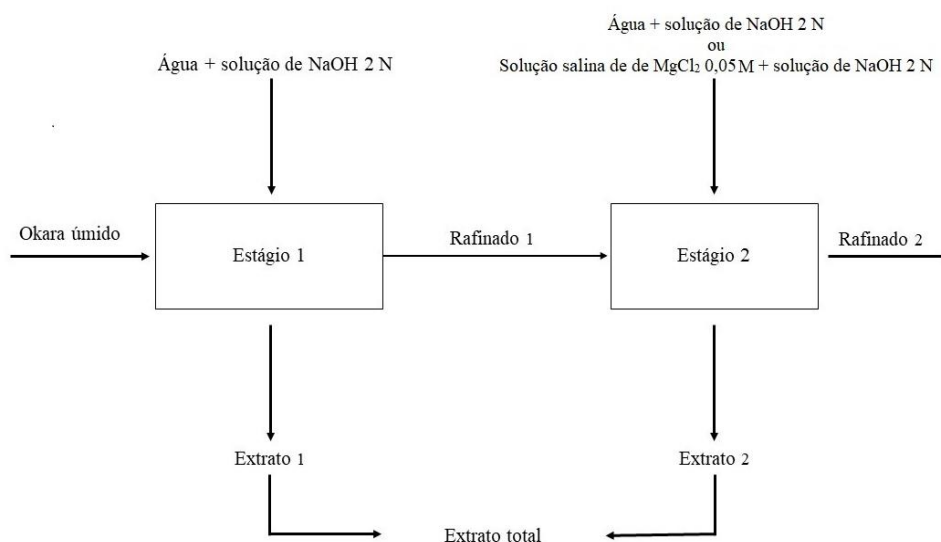 Água + solução de NaOH 2 N
ou
Solução salina de de MgCl₂ 0,05 M + solução de NaOH 2 N
Água + solução de NaOH 2 N
Okara úmido
Estágio 1
Rafinado 1
Estágio 2
Rafinado 2
Extrato 1
Extrato 2
Extrato total